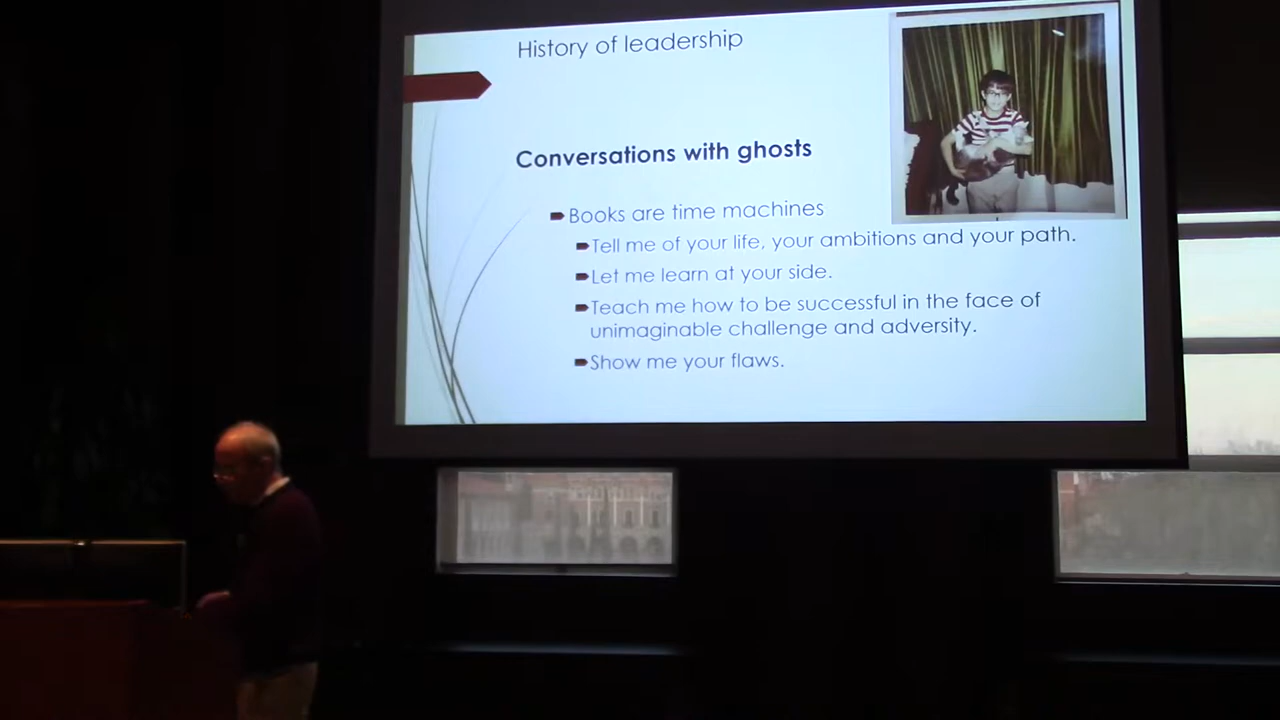 History of leadership
Conversations with ghosts
Books are time machines
Tell me of your life, your ambitions and your path.
Let me learn at your side.
Teach me how to be successful in the face of
unimaginable challenge and adversity.
Show me your flaws.